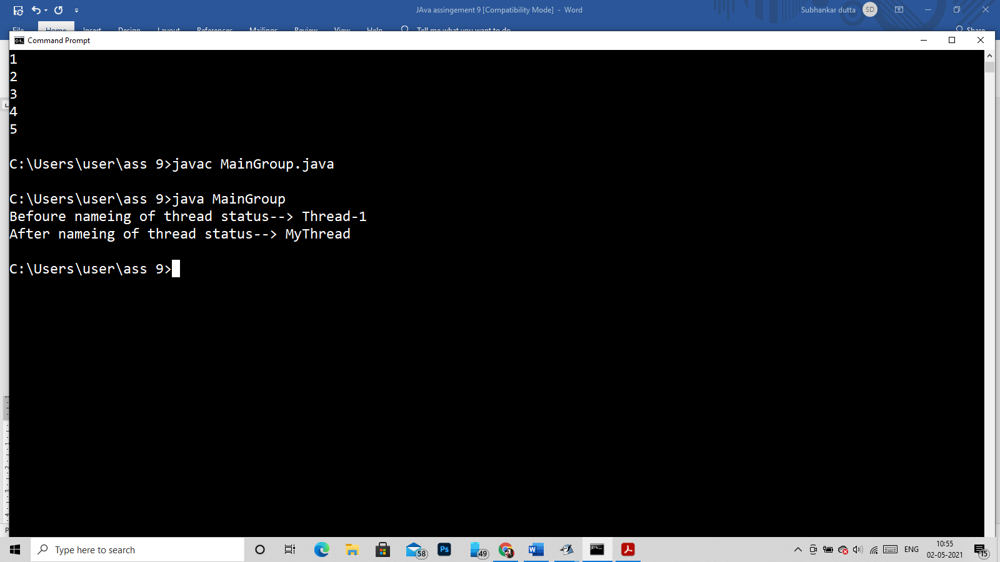 JAva assingement 9 [Compatibility Mode] - Word
Subhankar dutta
SD
File Home Insert Design Layout References Mailings Review View Help Tell me what you want to do
Share
Command Prompt
1
2
3
4
5
C:\Users\user\ass 9>javac MainGroup.java
C:\Users\user\ass 9>java MainGroup
Befoure nameing of thread status--> Thread-1
After nameing of thread status--> MyThread
C:\Users\user\ass 9>
Type here to search
58
Ps
49
ENG
10:55
02-05-2021
15